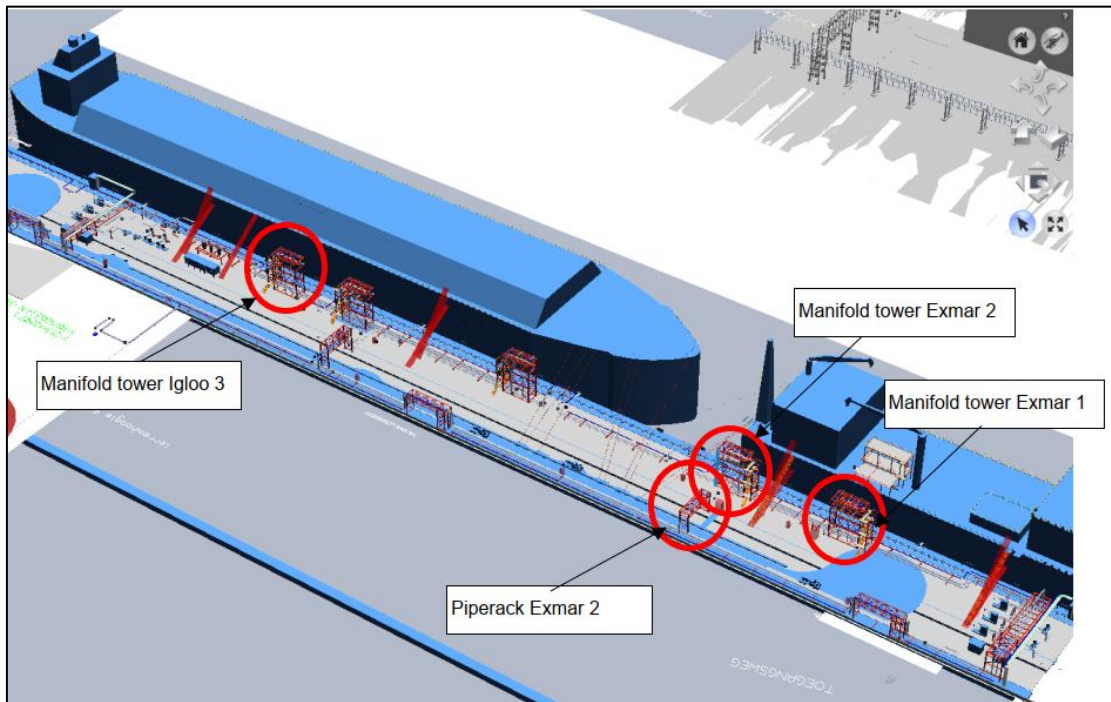 Manifold tower Exmar 2
Manifold tower Igloo 3
Manifold tower Exmar 1
Piperack Exmar 2
TOEGANGSWEG